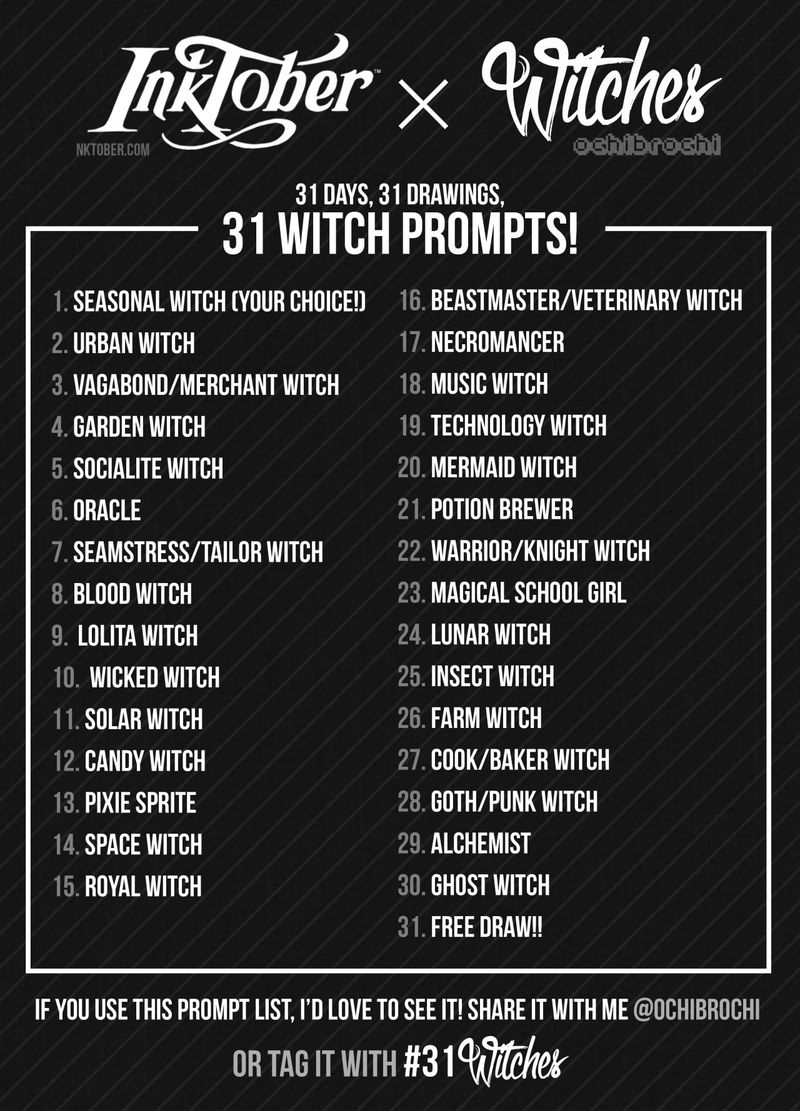 InkTober™ × Witches
NKTOBER.COM
ochibrochi
31 DAYS, 31 DRAWINGS,
31 WITCH PROMPTS!
1. SEASONAL WITCH (YOUR CHOICE!)
2. URBAN WITCH
3. VAGABOND/MERCHANT WITCH
4. GARDEN WITCH
5. SOCIALITE WITCH
6. ORACLE
7. SEAMSTRESS/TAILOR WITCH
8. BLOOD WITCH
9. LOLITA WITCH
10. WICKED WITCH
11. SOLAR WITCH
12. CANDY WITCH
13. PIXIE SPRITE
14. SPACE WITCH
15. ROYAL WITCH
16. BEASTMASTER/VETERINARY WITCH
17. NECROMANCER
18. MUSIC WITCH
19. TECHNOLOGY WITCH
20. MERMAID WITCH
21. POTION BREWER
22. WARRIOR/KNIGHT WITCH
23. MAGICAL SCHOOL GIRL
24. LUNAR WITCH
25. INSECT WITCH
26. FARM WITCH
27. COOK/BAKER WITCH
28. GOTH/PUNK WITCH
29. ALCHEMIST
30. GHOST WITCH
31. FREE DRAW!!
IF YOU USE THIS PROMPT LIST, I'D LOVE TO SEE IT! SHARE IT WITH ME @OCHIBROCHI
OR TAG IT WITH #31Witches